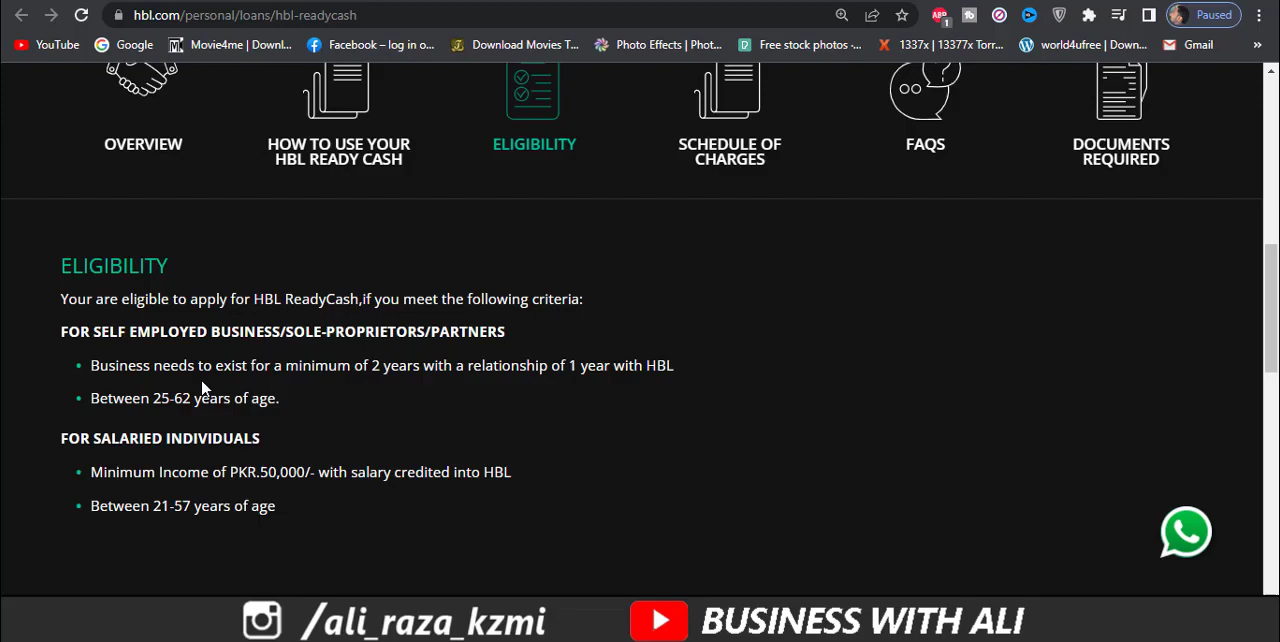 hbl.com/personal/loans/hbl-readycash
ABP
1
Paused
YouTube
Google
Movie4me | Downl...
Facebook – log in o...
Download Movies T...
Photo Effects | Phot...
Free stock photos -...
1337x | 13377x Torr...
world4ufree | Down...
Gmail
»
OVERVIEW
HOW TO USE YOUR
HBL READY CASH
ELIGIBILITY
SCHEDULE OF
CHARGES
FAQS
DOCUMENTS
REQUIRED
ELIGIBILITY
Your are eligible to apply for HBL ReadyCash,if you meet the following criteria:
FOR SELF EMPLOYED BUSINESS/SOLE-PROPRIETORS/PARTNERS
• Business needs to exist for a minimum of 2 years with a relationship of 1 year with HBL
• Between 25-62 years of age.
FOR SALARIED INDIVIDUALS
• Minimum Income of PKR.50,000/- with salary credited into HBL
• Between 21-57 years of age
/ali_raza_kzmi
BUSINESS WITH ALI